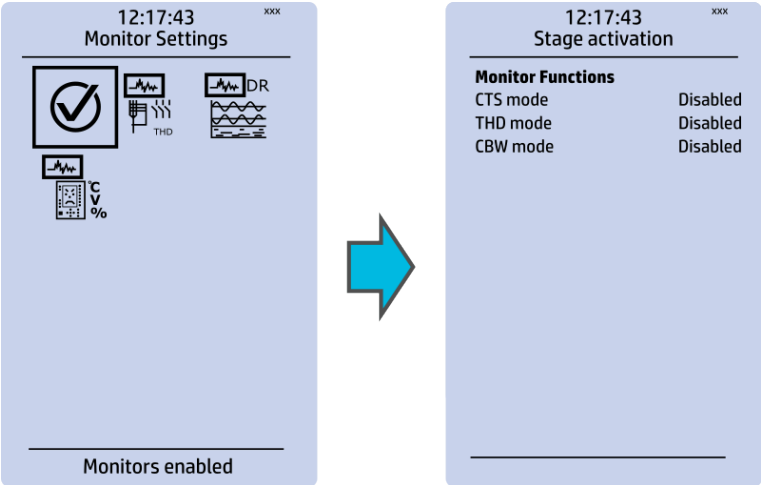 12:17:43 xxx
Monitor Settings
DR
THD
℃
V
%
Monitors enabled
12:17:43 xxx
Stage activation
Monitor Functions
CTS mode Disabled
THD mode Disabled
CBW mode Disabled